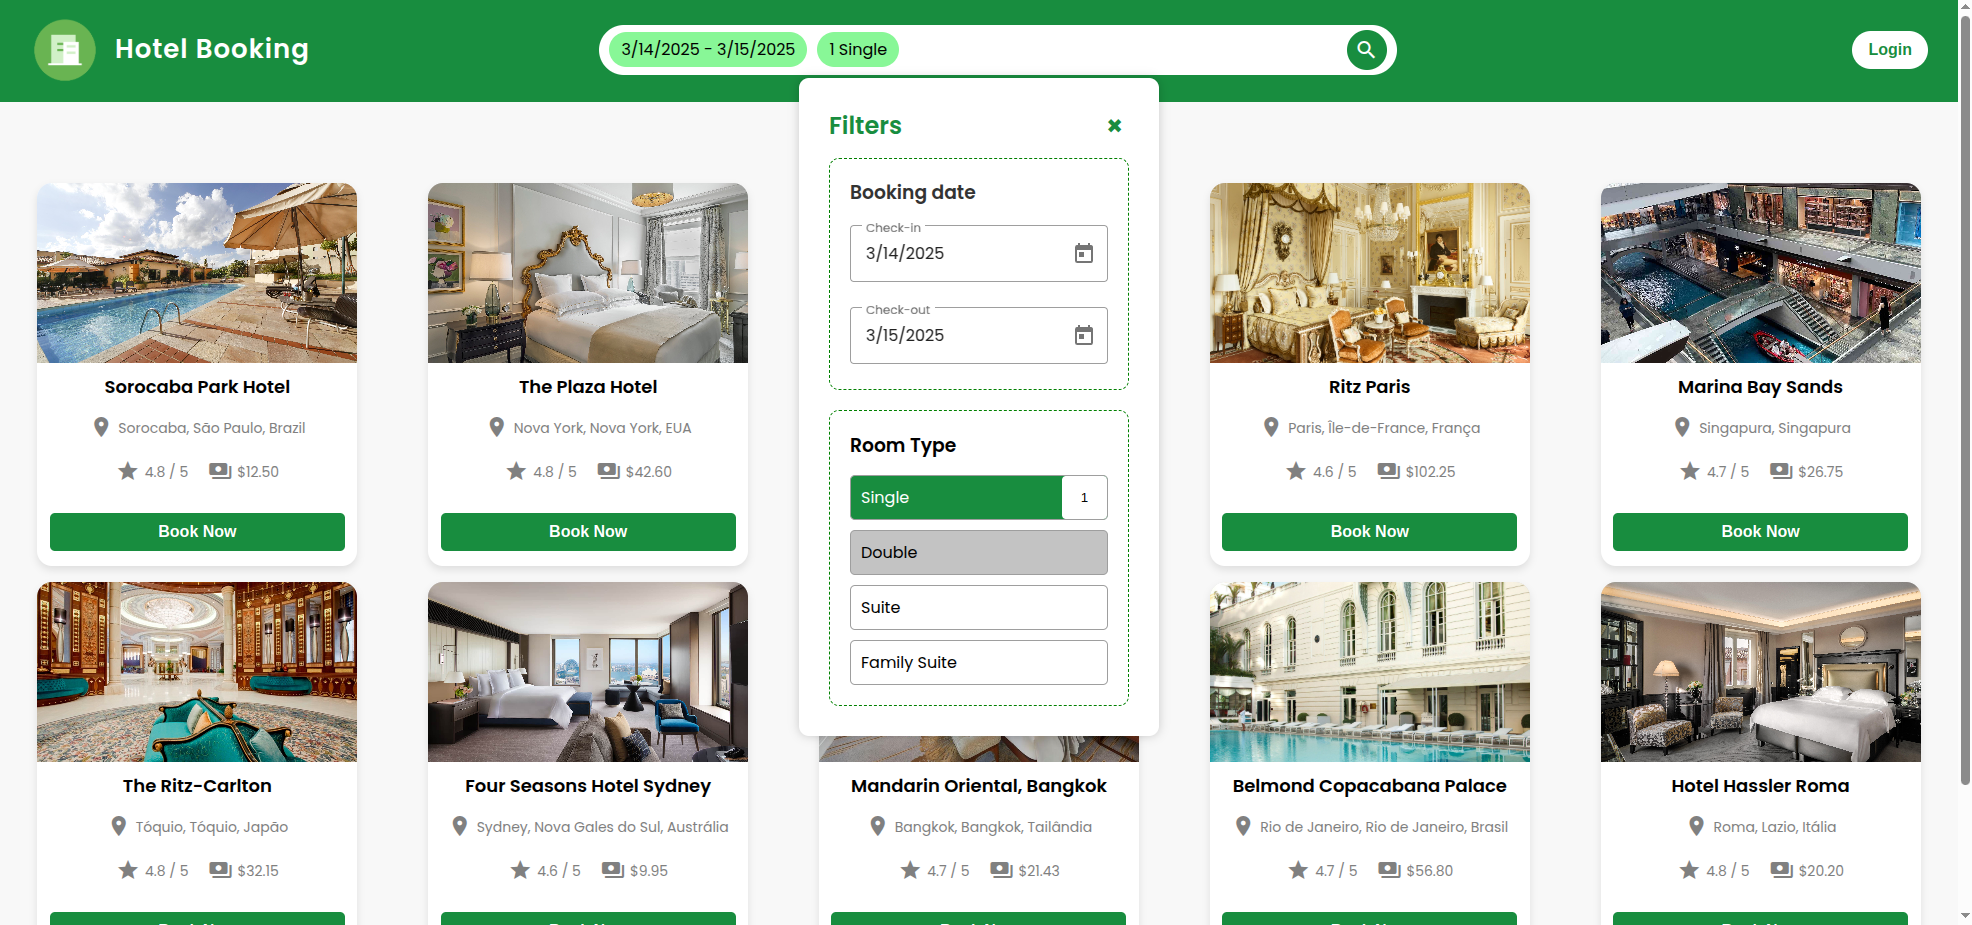 Hotel Booking
3/14/2025 - 3/15/2025
1 Single
Login
Filters
Booking date
Check-in
3/14/2025
Check-out
3/15/2025
Room Type
Single
1
Double
Suite
Family Suite
Sorocaba Park Hotel
Sorocaba, São Paulo, Brazil
4.8 / 5 $12.50
Book Now
The Plaza Hotel
Nova York, Nova York, EUA
4.8 / 5 $42.60
Book Now
Ritz Paris
Paris, Île-de-France, França
4.6 / 5 $102.25
Book Now
Marina Bay Sands
Singapura, Singapura
4.7 / 5 $26.75
Book Now
The Ritz-Carlton
Tóquio, Tóquio, Japão
4.8 / 5 $32.15
Four Seasons Hotel Sydney
Sydney, Nova Gales do Sul, Austrália
4.6 / 5 $9.95
Mandarin Oriental, Bangkok
Bangkok, Bangkok, Tailândia
4.7 / 5 $21.43
Belmond Copacabana Palace
Rio de Janeiro, Rio de Janeiro, Brasil
4.7 / 5 $56.80
Hotel Hassler Roma
Roma, Lazio, Itália
4.8 / 5 $20.20